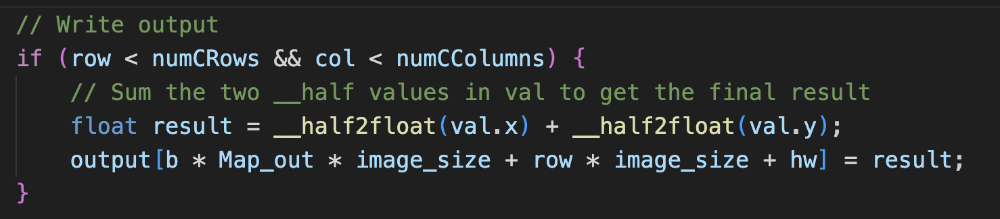 // Write output
if (row < numCRows && col < numCColumns) {
    // Sum the two __half values in val to get the final result
    float result = __half2float(val.x) + __half2float(val.y);
    output[b * Map_out * image_size + row * image_size + hw] = result;
}